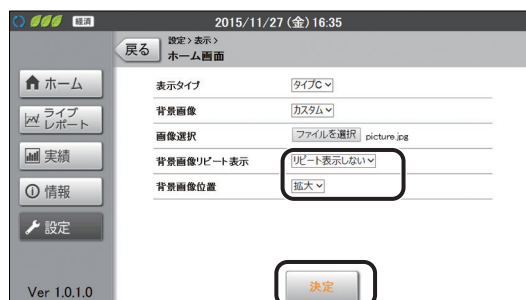 経済 2015/11/27(金)16:35
戻る 設定>表示>
ホーム画面
ホーム
ライブ
レポート
実績
情報
設定
Ver 1.0.1.0
表示タイプ タイプC
背景画像 カスタム
画像選択 ファイルを選択 picture.jpg
背景画像リピート表示 リピート表示しない
背景画像位置 拡大
決定